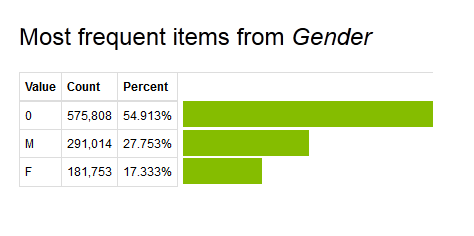 Most frequent items from Gender
Value Count Percent
0 575,808 54.913%
M 291,014 27.753%
F 181,753 17.333%